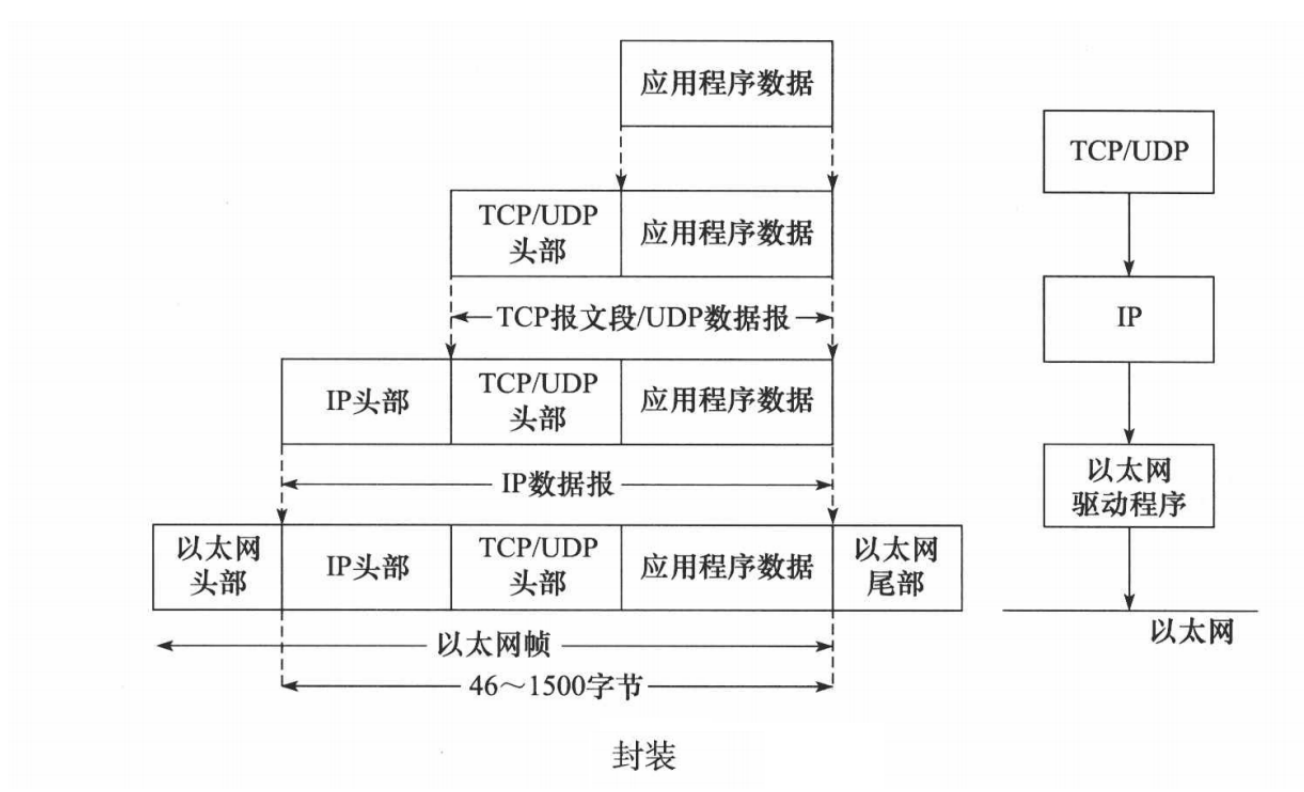 应用程序数据
TCP/UDP
TCP/UDP
头部
应用程序数据
TCP报文段/UDP数据报
IP
IP头部
TCP/UDP
头部
应用程序数据
IP数据报
以太网
驱动程序
以太网
头部
IP头部
TCP/UDP
头部
应用程序数据
以太网
尾部
以太网
以太网帧
46～1500字节
封装